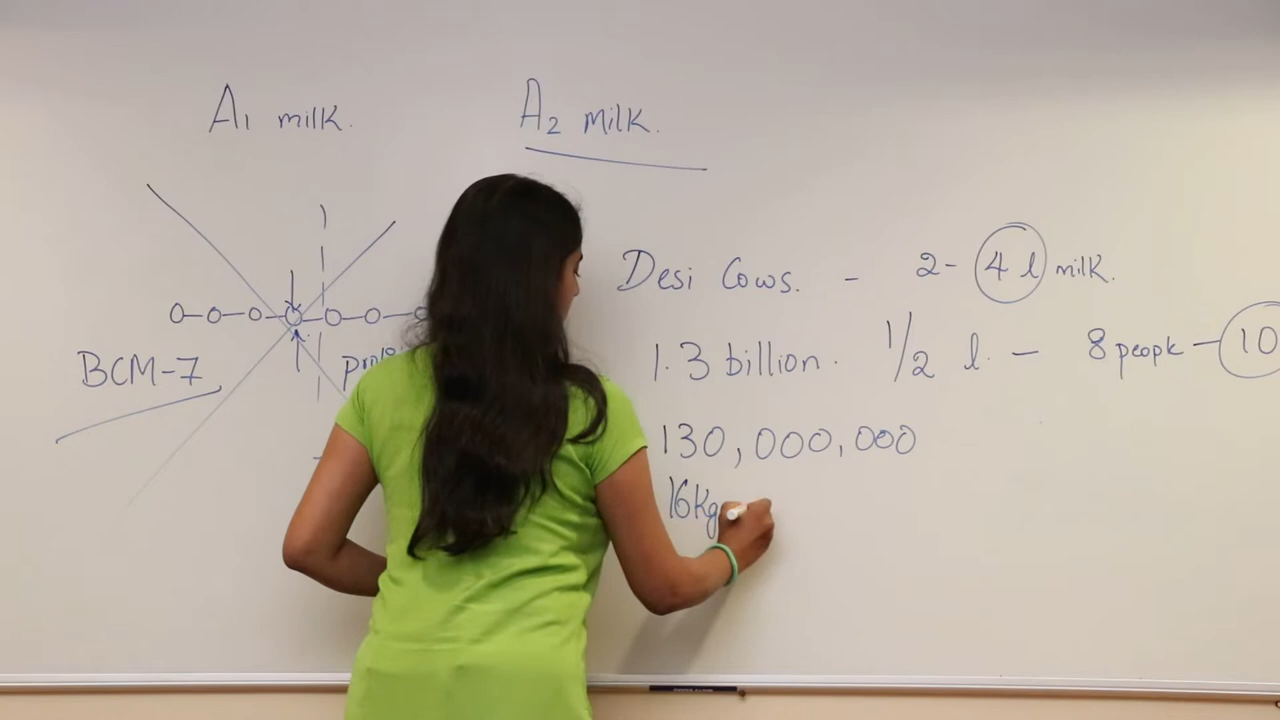 A1 milk.
A2 milk.
BCM-7
Desi Cows. - 2-4 l milk.
1.3 billion. 1/2 l. - 8 people - 10
130,000,000
16Kg